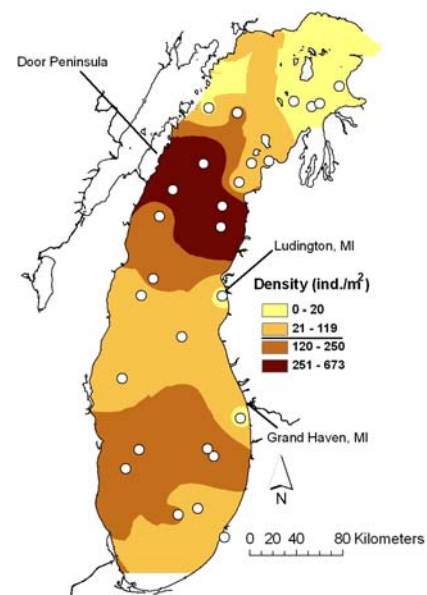 Door Peninsula
Ludington, MI
Density (ind./m²)
0 - 20
21 - 119
120 - 250
251 - 673
Grand Haven, MI
N
0 20 40 80 Kilometers